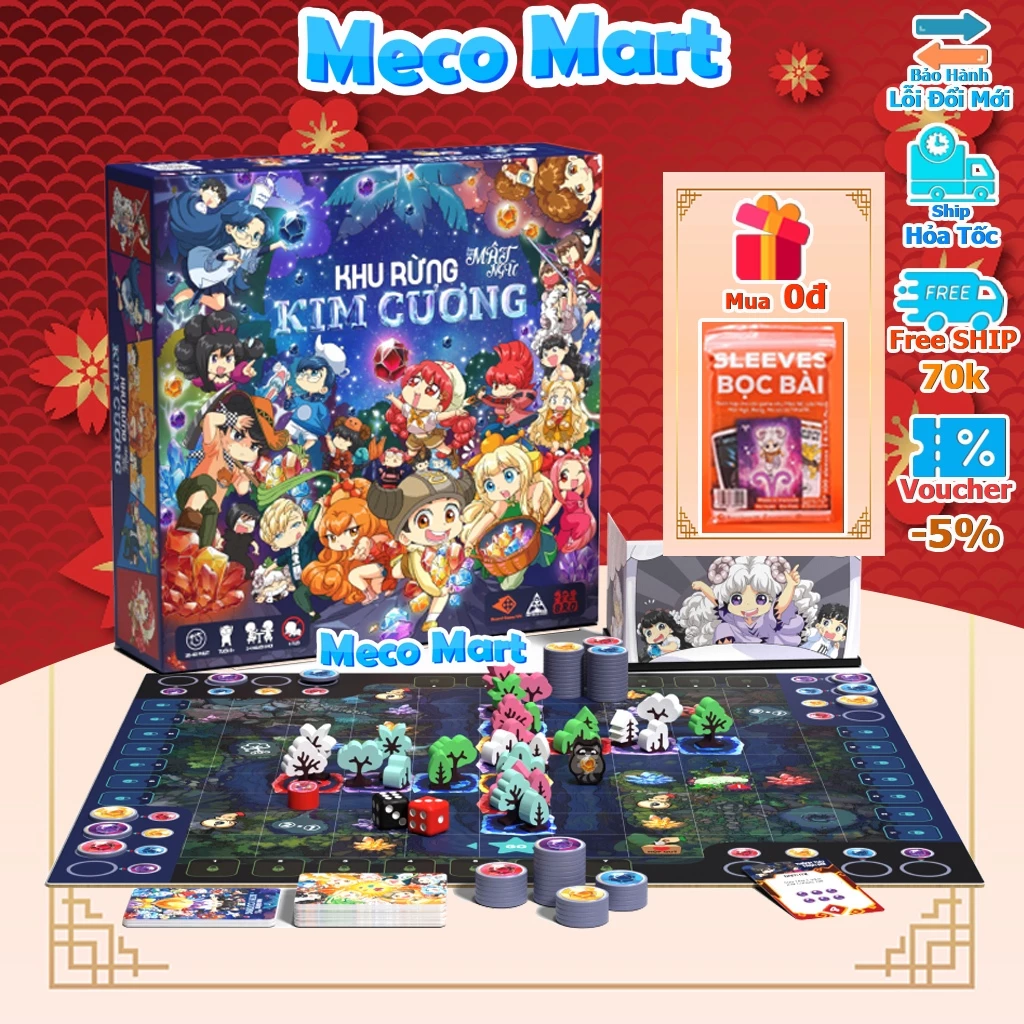 Meco Mart
Bảo Hành
Lỗi Đổi Mới
Ship
Hỏa Tốc
FREE
Free SHIP
70k
%
Voucher
-5%
Mua 0đ
SLEEVES
BỌC BÀI
MẬT NGỮ
KHU RỪNG
KIM CƯƠNG
KHU RỪNG
KIM CƯƠNG
Meco Mart
GO